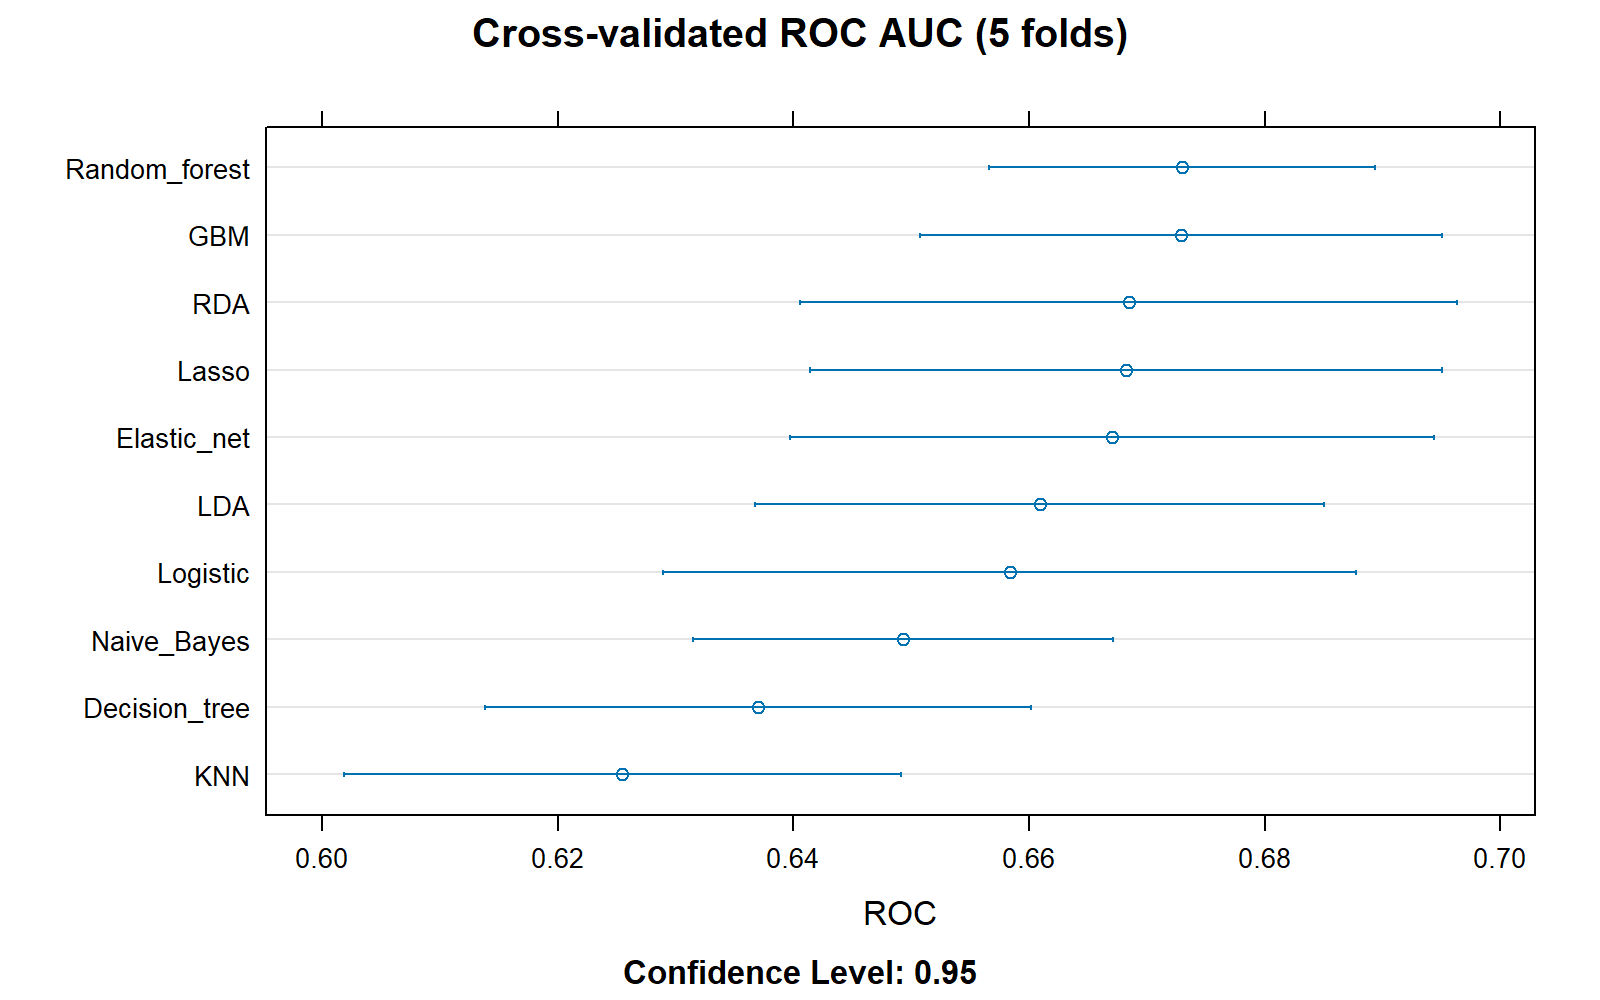 Cross-validated ROC AUC (5 folds)
Random_forest
GBM
RDA
Lasso
Elastic_net
LDA
Logistic
Naive_Bayes
Decision_tree
KNN
0.60 0.62 0.64 0.66 0.68 0.70
ROC
Confidence Level: 0.95